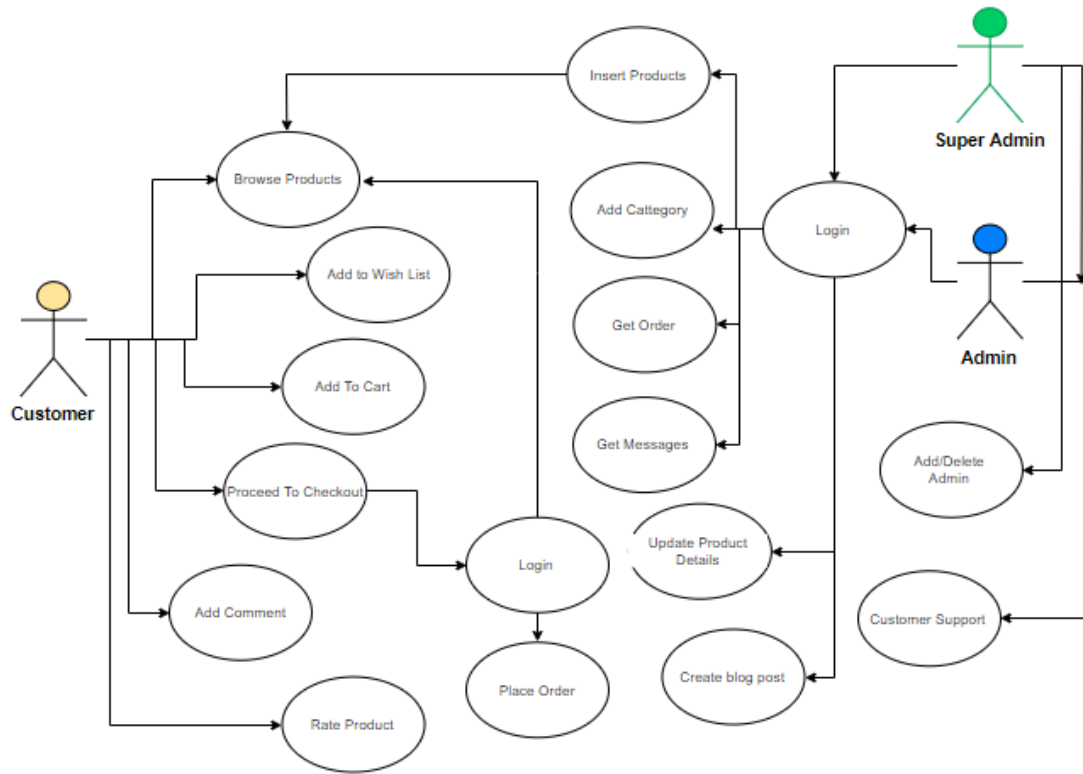 Insert Products
Super Admin
Browse Products
Add Cattegory
Login
Add to Wish List
Get Order
Admin
Customer
Add To Cart
Get Messages
Add/Delete
Admin
Proceed To Checkout
Update Product
Details
Login
Add Comment
Customer Support
Create blog post
Place Order
Rate Product